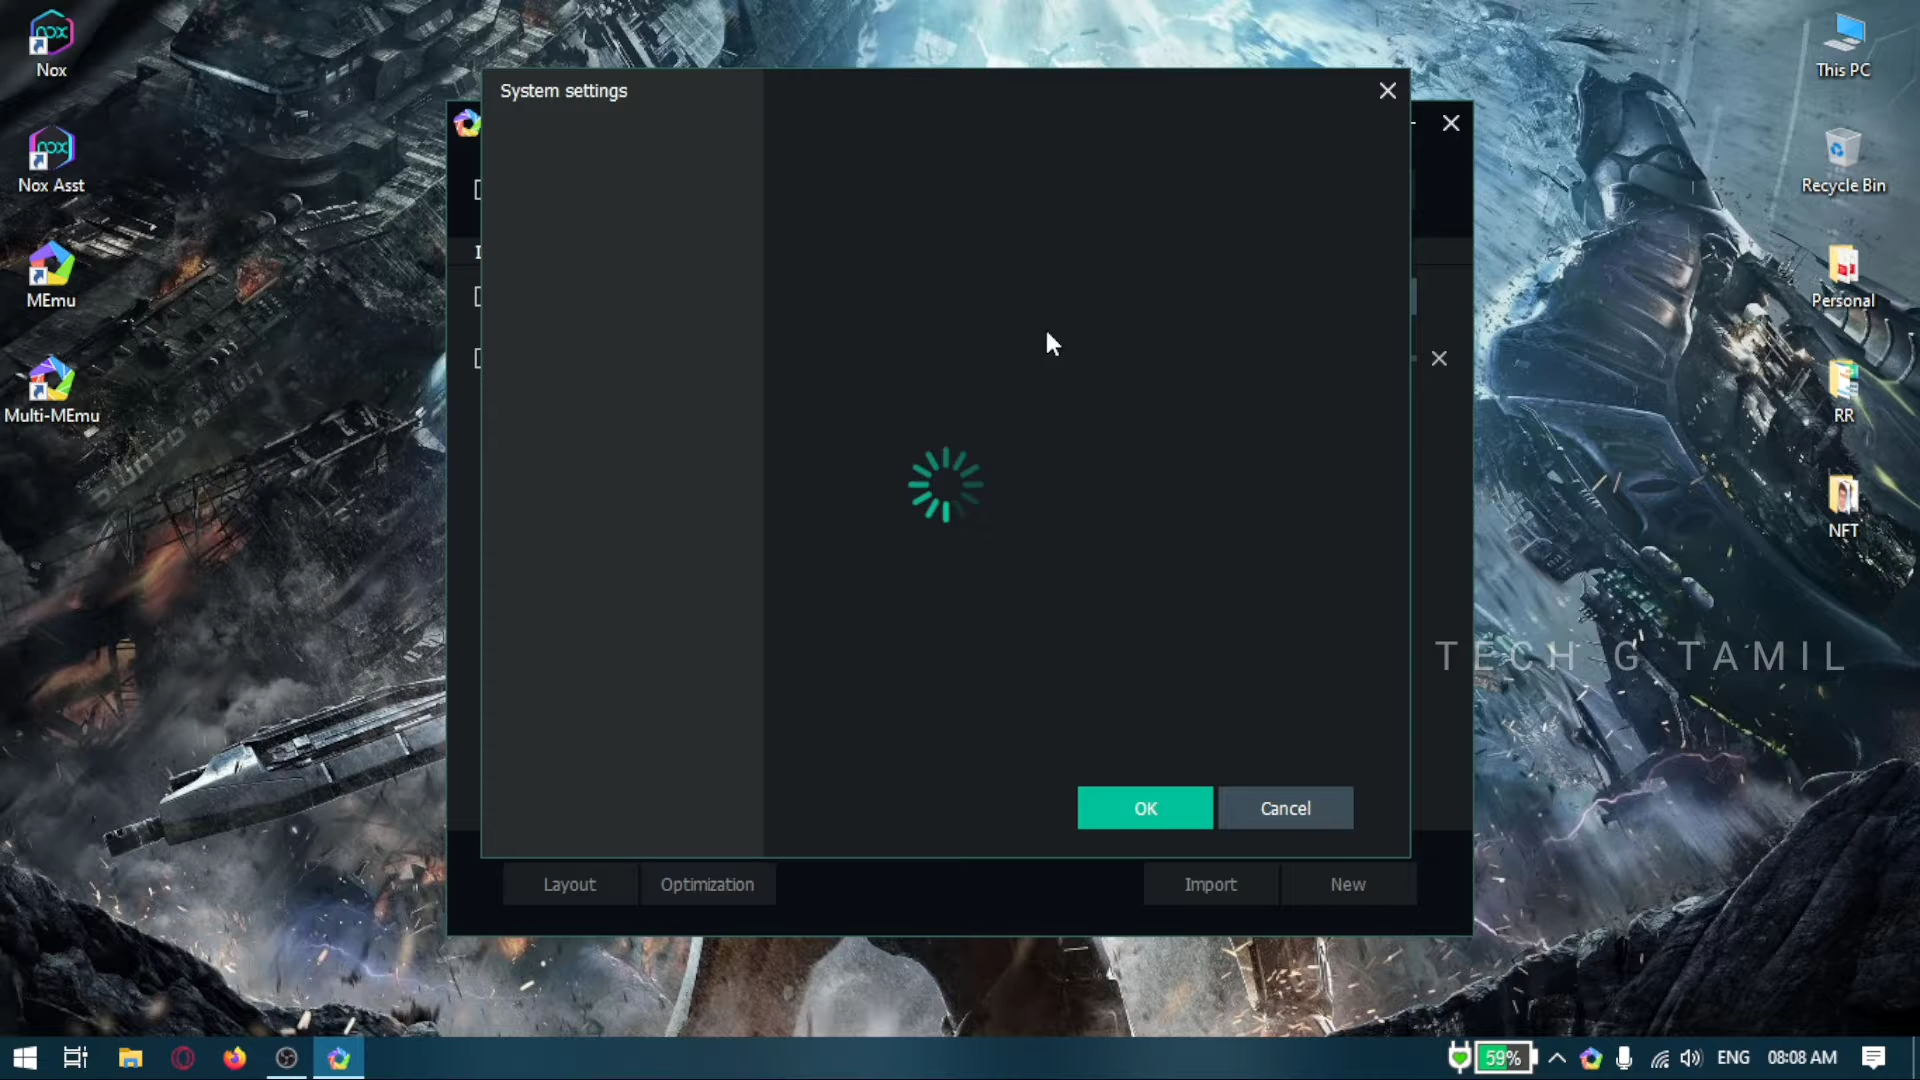 Nox
Nox Asst
MEmu
Multi-MEmu
System settings
OK
Cancel
Layout
Optimization
Import
New
This PC
Recycle Bin
Personal
RR
NFT
TECH G TAMIL
59%
ENG
08:08 AM